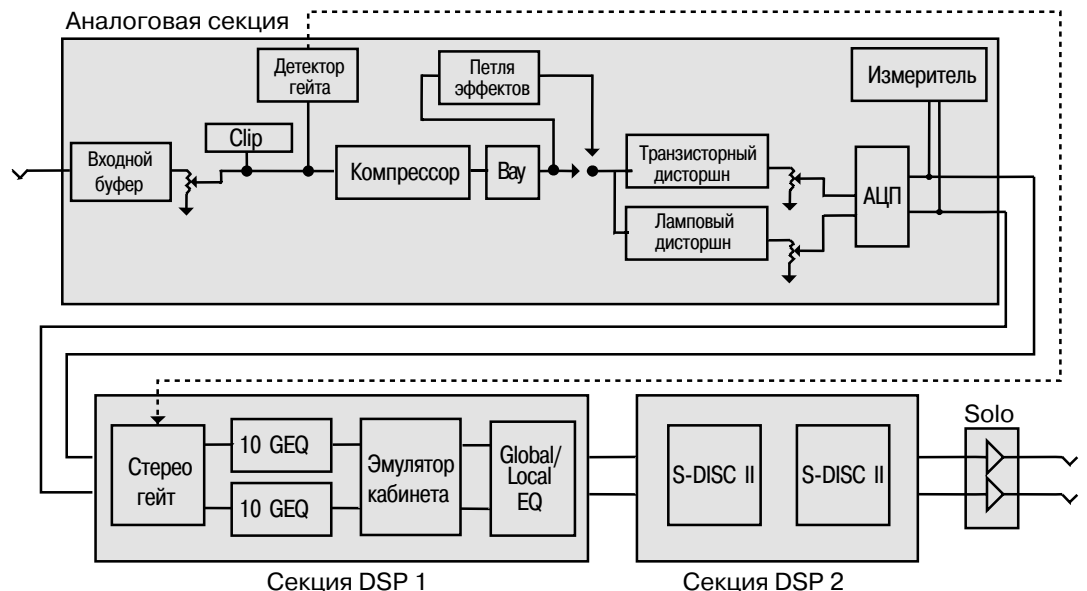 Аналоговая секция
Детектор
гейта
Петля
эффектов
Измеритель
Clip
Входной
буфер
Компрессор
Вау
Транзисторный
дисторшн
АЦП
Ламповый
дисторшн
Стерео
гейт
10 GEQ
10 GEQ
Эмулятор
кабинета
Global/
Local
EQ
S-DISC II
S-DISC II
Solo
Секция DSP 1
Секция DSP 2